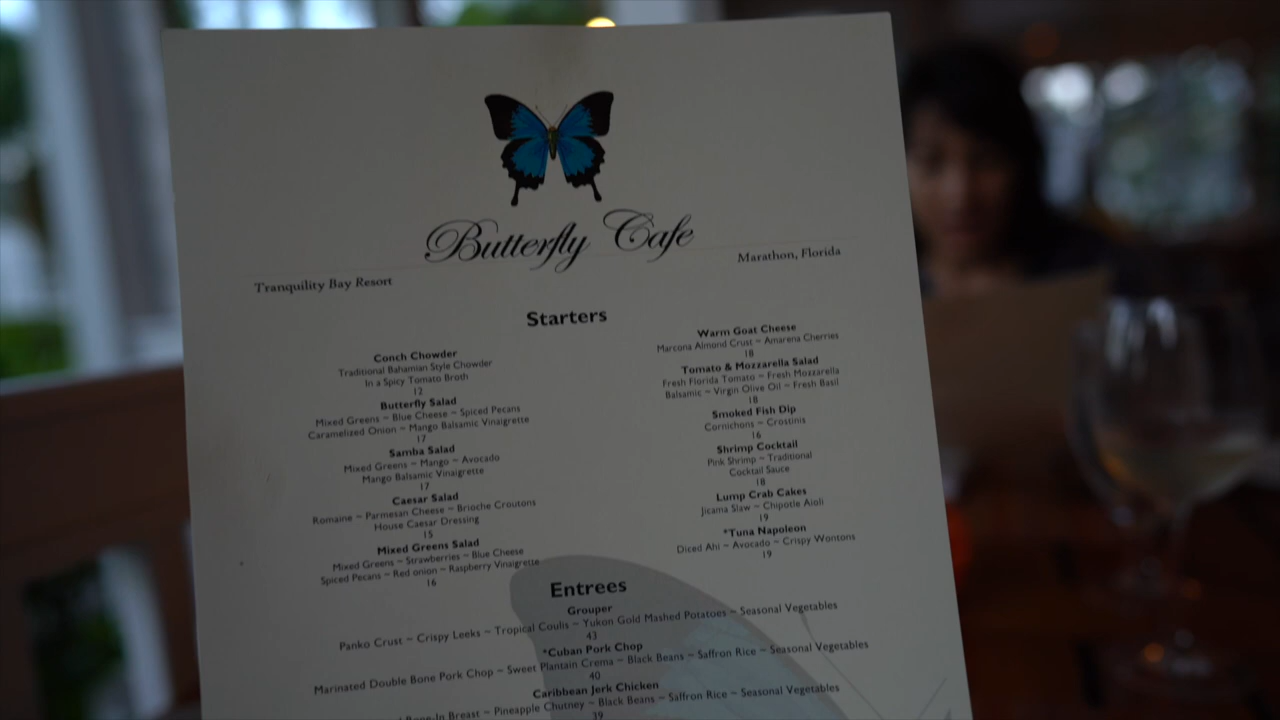 Butterfly Cafe
Tranquility Bay Resort
Marathon, Florida
Starters
Conch Chowder
Traditional Bahamian Style Chowder
In a Spicy Tomato Broth
12
Butterfly Salad
Mixed Greens ~ Blue Cheese ~ Spiced Pecans
Caramelized Onion ~ Mango Balsamic Vinaigrette
17
Samba Salad
Mixed Greens ~ Mango ~ Avocado
Mango Balsamic Vinaigrette
17
Caesar Salad
Romaine ~ Parmesan Cheese ~ Brioche Croutons
House Caesar Dressing
15
Mixed Greens Salad
Mixed Greens ~ Strawberries ~ Blue Cheese
Spiced Pecans ~ Red onion ~ Raspberry Vinaigrette
16
Warm Goat Cheese
Marcona Almond Crust ~ Amarena Cherries
18
Tomato & Mozzarella Salad
Fresh Florida Tomato ~ Fresh Mozzarella
Balsamic ~ Virgin Olive Oil ~ Fresh Basil
18
Smoked Fish Dip
Cornichons ~ Crostinis
16
Shrimp Cocktail
Pink Shrimp ~ Traditional
Cocktail Sauce
18
Lump Crab Cakes
Jicama Slaw ~ Chipotle Aioli
19
*Tuna Napoleon
Diced Ahi ~ Avocado ~ Crispy Wontons
19
Entrees
Grouper
Panko Crust ~ Crispy Leeks ~ Tropical Coulis ~ Yukon Gold Mashed Potatoes ~ Seasonal Vegetables
43
*Cuban Pork Chop
Marinated Double Bone Pork Chop ~ Sweet Plantain Crema ~ Black Beans ~ Saffron Rice ~ Seasonal Vegetables
40
Caribbean Jerk Chicken
Bone-In Breast ~ Pineapple Chutney ~ Black Beans ~ Saffron Rice ~ Seasonal Vegetables
39